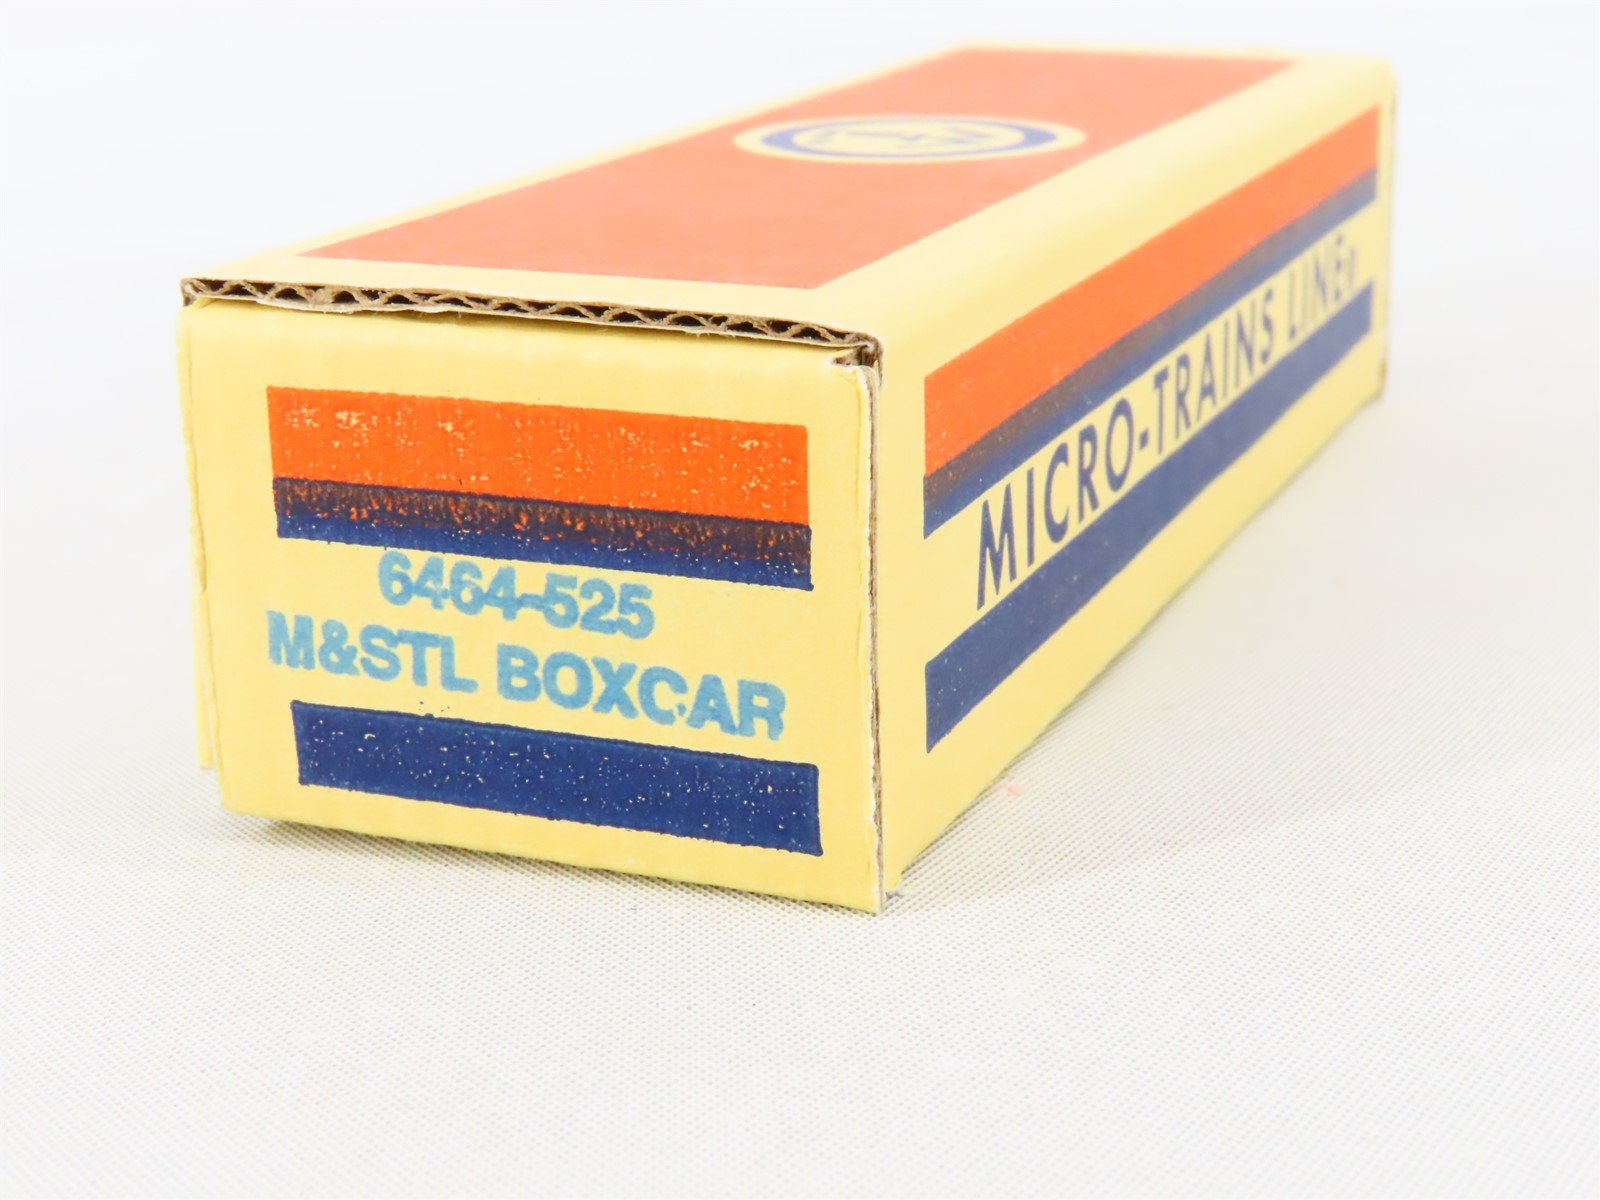 6464-525
M&STL BOXCAR
MICRO-TRAINS LINE®